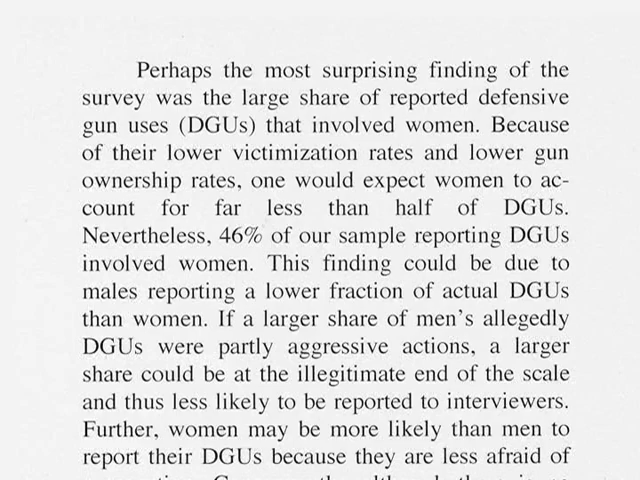 Perhaps the most surprising finding of the
survey was the large share of reported defensive
gun uses (DGUs) that involved women. Because
of their lower victimization rates and lower gun
ownership rates, one would expect women to ac-
count for far less than half of DGUs.
Nevertheless, 46% of our sample reporting DGUs
involved women. This finding could be due to
males reporting a lower fraction of actual DGUs
than women. If a larger share of men's allegedly
DGUs were partly aggressive actions, a larger
share could be at the illegitimate end of the scale
and thus less likely to be reported to interviewers.
Further, women may be more likely than men to
report their DGUs because they are less afraid of